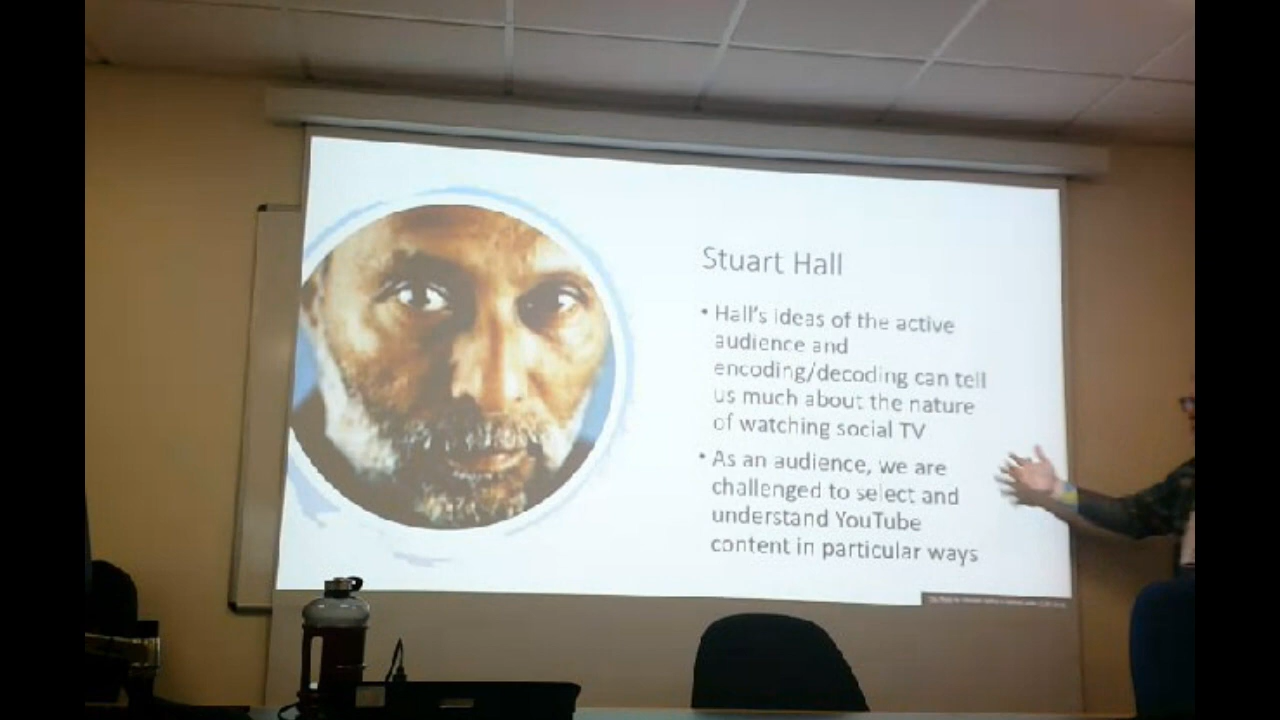 Stuart Hall
• Hall's ideas of the active
audience and
encoding/decoding can tell
us much about the nature
of watching social TV
• As an audience, we are
challenged to select and
understand YouTube
content in particular ways